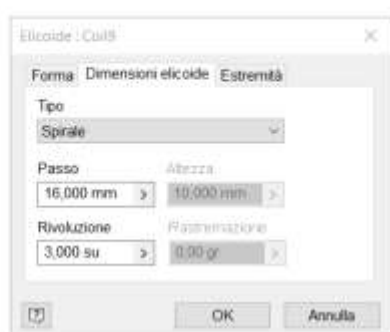 Elicoide : Coil9
Forma Dimensioni elicoide Estremità
Tipo
Spirale
Passo Altezza
16,000 mm 10,000 mm
Rivoluzione Rastremazione
3,000 su 0,00 gr
OK Annulla